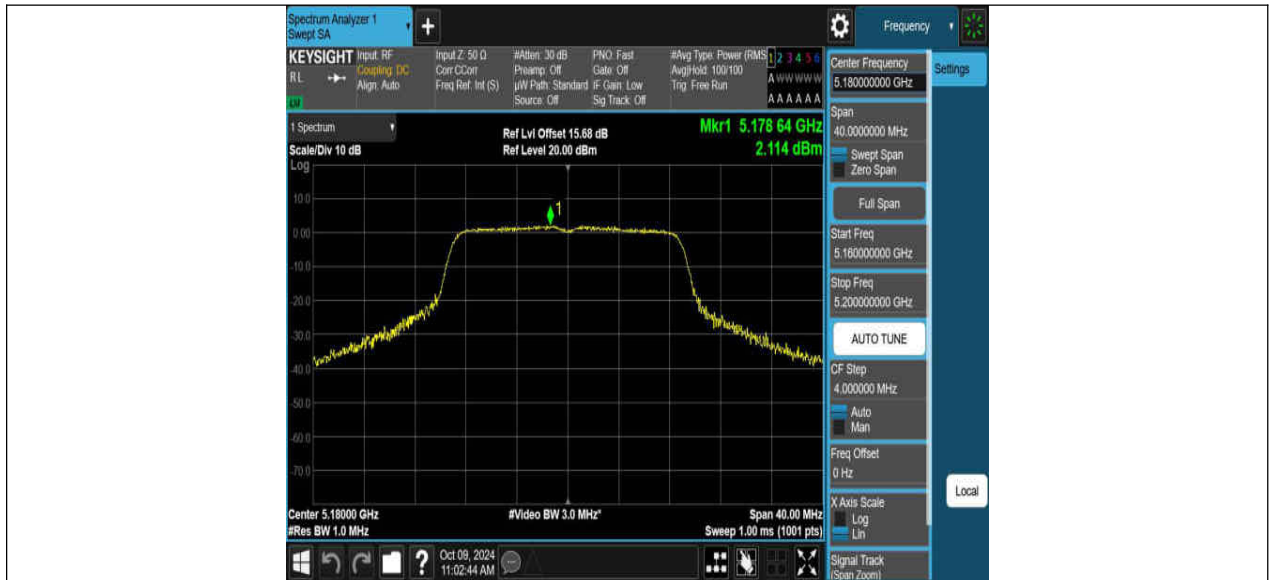 Spectrum Analyzer 1
Swept SA
+
Frequency
KEYSIGHT
RL
Input: RF
Coupling: DC
Align: Auto
Input Z: 50 Ω
Corr CCorr
Freq Ref: Int (S)
#Atten: 30 dB
Preamp: Off
µW Path: Standard
Source: Off
PNO: Fast
Gate: Off
IF Gain: Low
Sig Track: Off
#Avg Type: Power (RMS
Avg|Hold: 100/100
Trig: Free Run
1 2 3 4 5 6
A W W W W W
A A A A A A
LVI
1 Spectrum
Scale/Div 10 dB
Ref Lvl Offset 15.68 dB
Ref Level 20.00 dBm
Mkr1 5.178 64 GHz
2.114 dBm
Log
10.0
0.00
-10.0
-20.0
-30.0
-40.0
-50.0
-60.0
-70.0
1
Center 5.18000 GHz
#Res BW 1.0 MHz
#Video BW 3.0 MHz*
Span 40.00 MHz
Sweep 1.00 ms (1001 pts)
Oct 09, 2024
11:02:44 AM
?
Center Frequency
5.180000000 GHz
Settings
Span
40.0000000 MHz
Swept Span
Zero Span
Full Span
Start Freq
5.160000000 GHz
Stop Freq
5.200000000 GHz
AUTO TUNE
CF Step
4.000000 MHz
Auto
Man
Freq Offset
0 Hz
X Axis Scale
Log
Lin
Local
Signal Track
(Span Zoom)